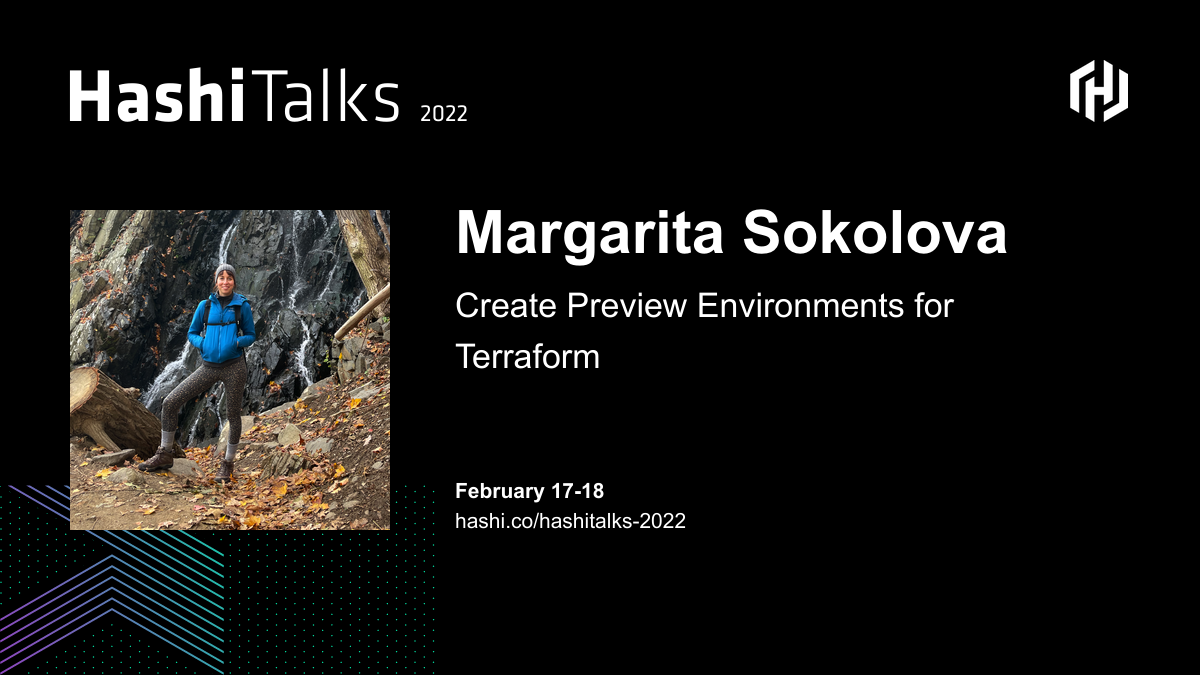 HashiTalks 2022
Margarita Sokolova
Create Preview Environments for
Terraform
February 17-18
hashi.co/hashitalks-2022